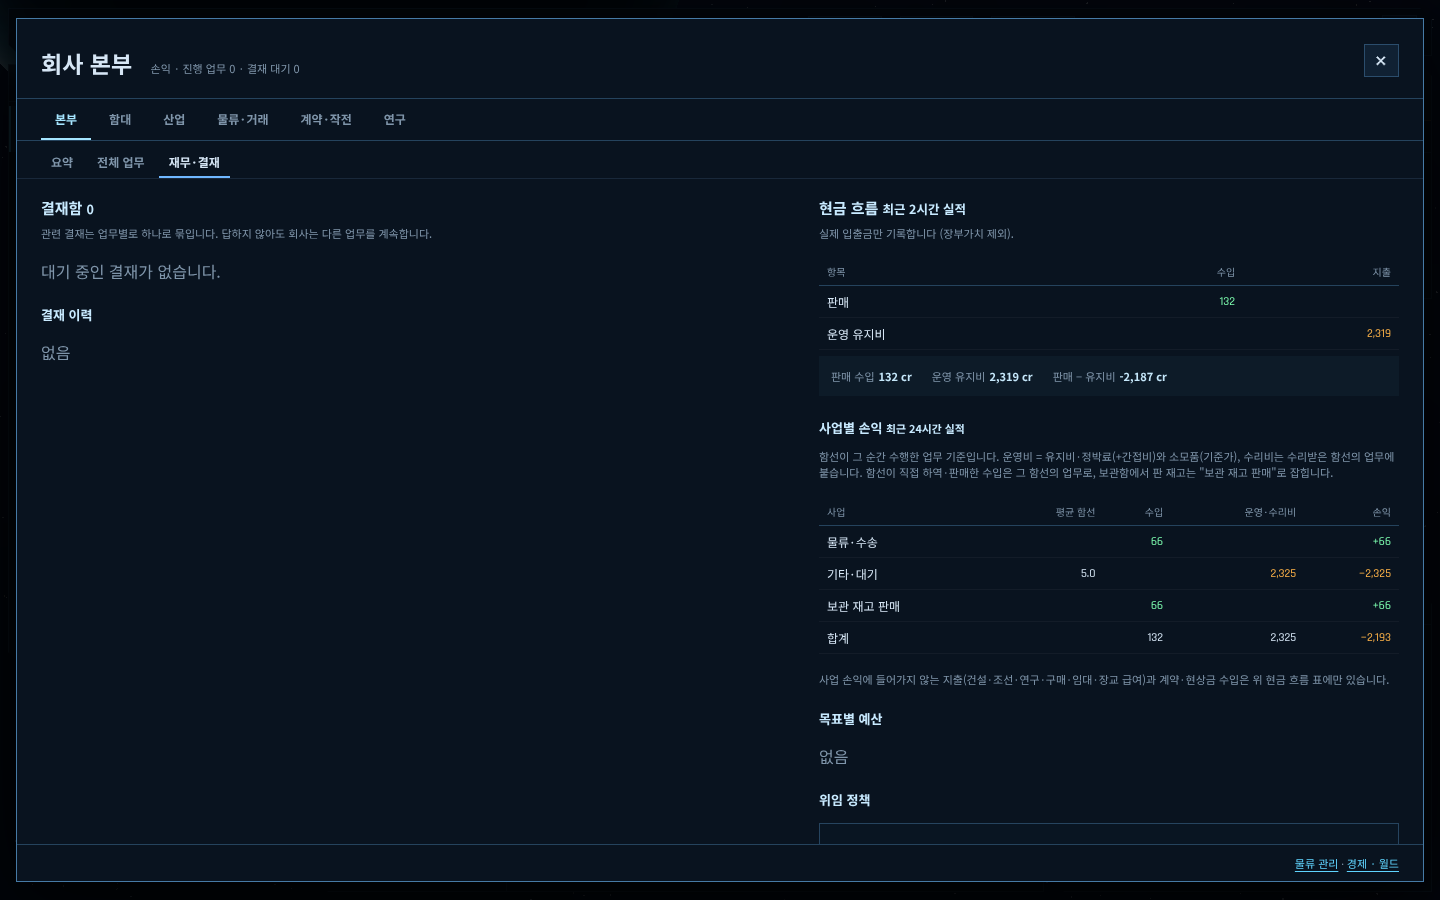 회사 본부
손익 · 진행 업무 0 · 결재 대기 0
×
본부
함대
산업
물류·거래
계약·작전
연구
요약
전체 업무
재무·결재
결재함 0
관련 결재는 업무별로 하나로 묶입니다. 답하지 않아도 회사는 다른 업무를 계속합니다.
대기 중인 결재가 없습니다.
결재 이력
없음
현금 흐름 최근 2시간 실적
실제 입출금만 기록합니다 (장부가치 제외).
항목 수입 지출
판매 132
운영 유지비 2,319
판매 수입 132 cr 운영 유지비 2,319 cr 판매 − 유지비 -2,187 cr
사업별 손익 최근 24시간 실적
함선이 그 순간 수행한 업무 기준입니다. 운영비 = 유지비·정박료(+간접비)와 소모품(기준가), 수리비는 수리받은 함선의 업무에
붙습니다. 함선이 직접 하역·판매한 수입은 그 함선의 업무로, 보관함에서 판 재고는 "보관 재고 판매"로 잡힙니다.
사업 평균 함선 수입 운영·수리비 손익
물류·수송 66 +66
기타·대기 5.0 2,325 −2,325
보관 재고 판매 66 +66
합계 132 2,325 −2,193
사업 손익에 들어가지 않는 지출(건설·조선·연구·구매·임대·장교 급여)과 계약·현상금 수입은 위 현금 흐름 표에만 있습니다.
목표별 예산
없음
위임 정책
물류 관리 · 경제 · 월드